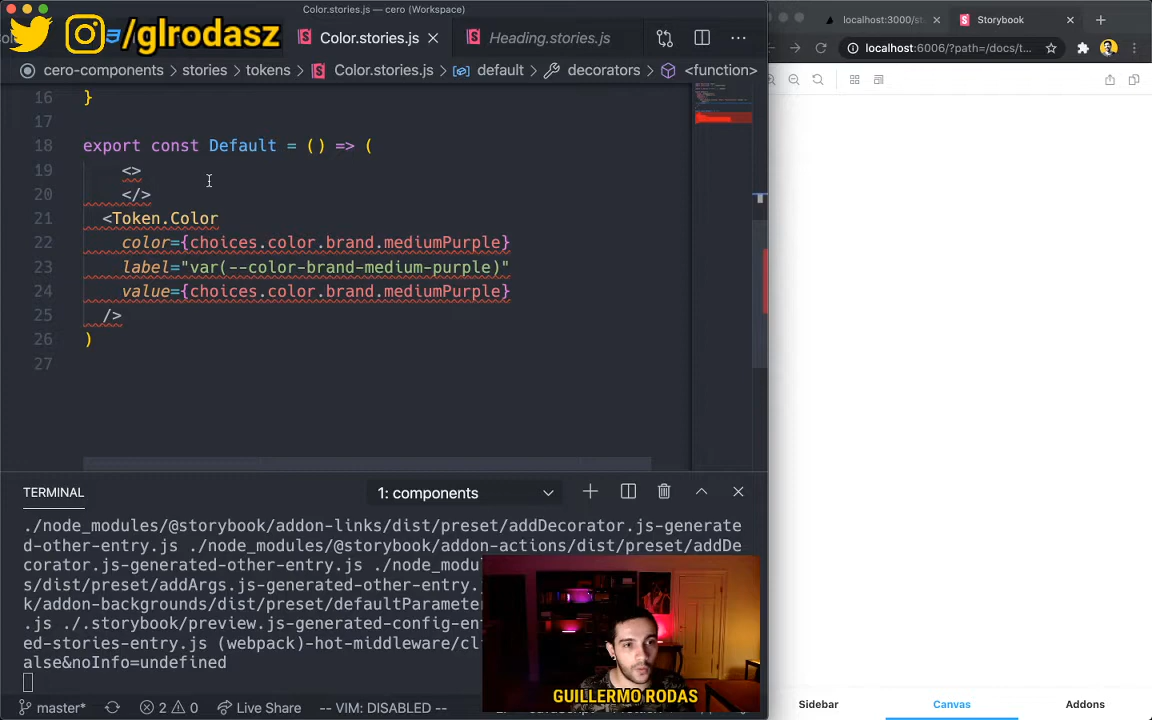 Color.stories.js — cero (Workspace)
/glrodasz
Color.stories.js
Heading.stories.js
localhost:3000/st
Storybook
localhost:6006/?path=/docs/t...
cero-components > stories > tokens > Color.stories.js > default > decorators > <function>
16 }
17
18 export const Default = () => (
19 <>
20 </>
21 <Token.Color
22 color={choices.color.brand.mediumPurple}
23 label="var(--color-brand-medium-purple)"
24 value={choices.color.brand.mediumPurple}
25 />
26 )
27
TERMINAL
1: components
./node_modules/@storybook/addon-links/dist/preset/addDecorator.js-generate
d-other-entry.js ./node_modules/@storybook/addon-actions/dist/preset/addDe
corator.js-generated-other-entry.js ./node_modul
s/dist/preset/addArgs.js-generated-other-entry.
k/addon-backgrounds/dist/preset/defaultParameter
.js ./.storybook/preview.js-generated-config-ent
ed-stories-entry.js (webpack)-hot-middleware/cli
alse&noInfo=undefined
GUILLERMO RODAS
master*
2
0
Live Share
-- VIM: DISABLED --
Sidebar
Canvas
Addons